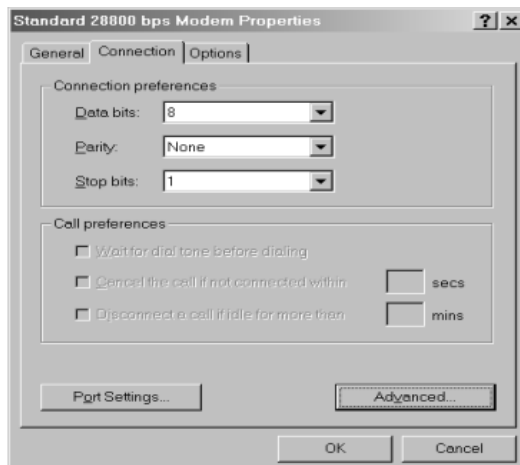 Standard 28800 bps Modem Properties ? ×
General Connection Options
Connection preferences
Data bits: 8
Parity: None
Stop bits: 1
Call preferences
Wait for dial tone before dialing
Cancel the call if not connected within secs
Disconnect a call if idle for more than mins
Port Settings... Advanced...
OK Cancel